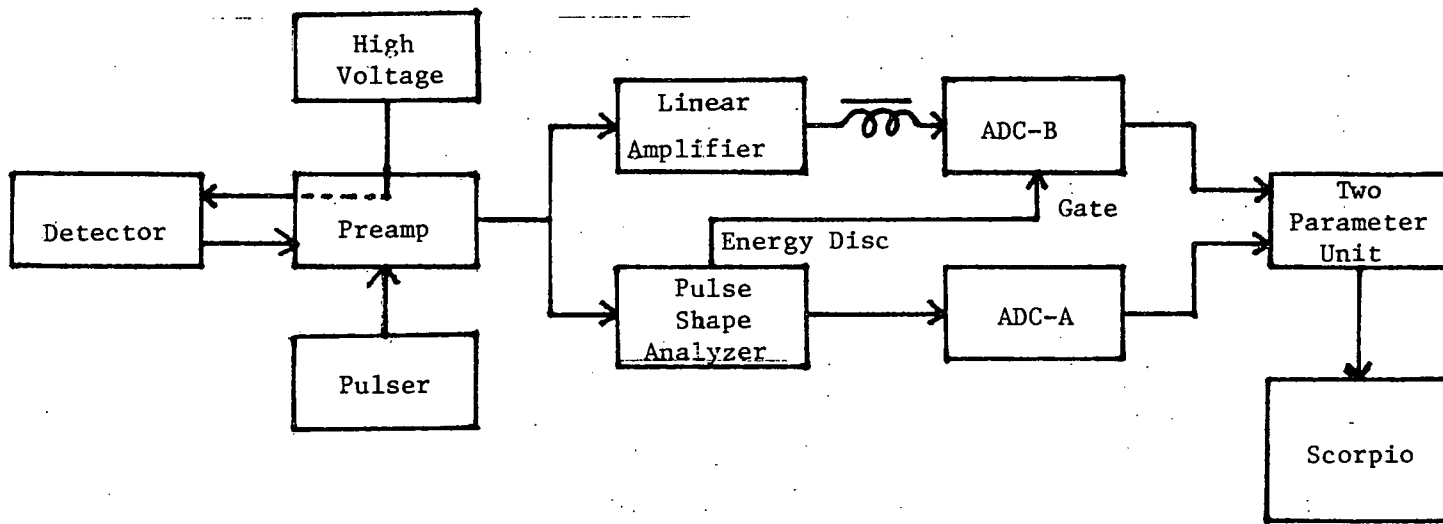 High
Voltage
Detector
Preamp
Pulser
Linear
Amplifier
ADC-B
Gate
Energy Disc
Pulse
Shape
Analyzer
ADC-A
Two
Parameter
Unit
Scorpio